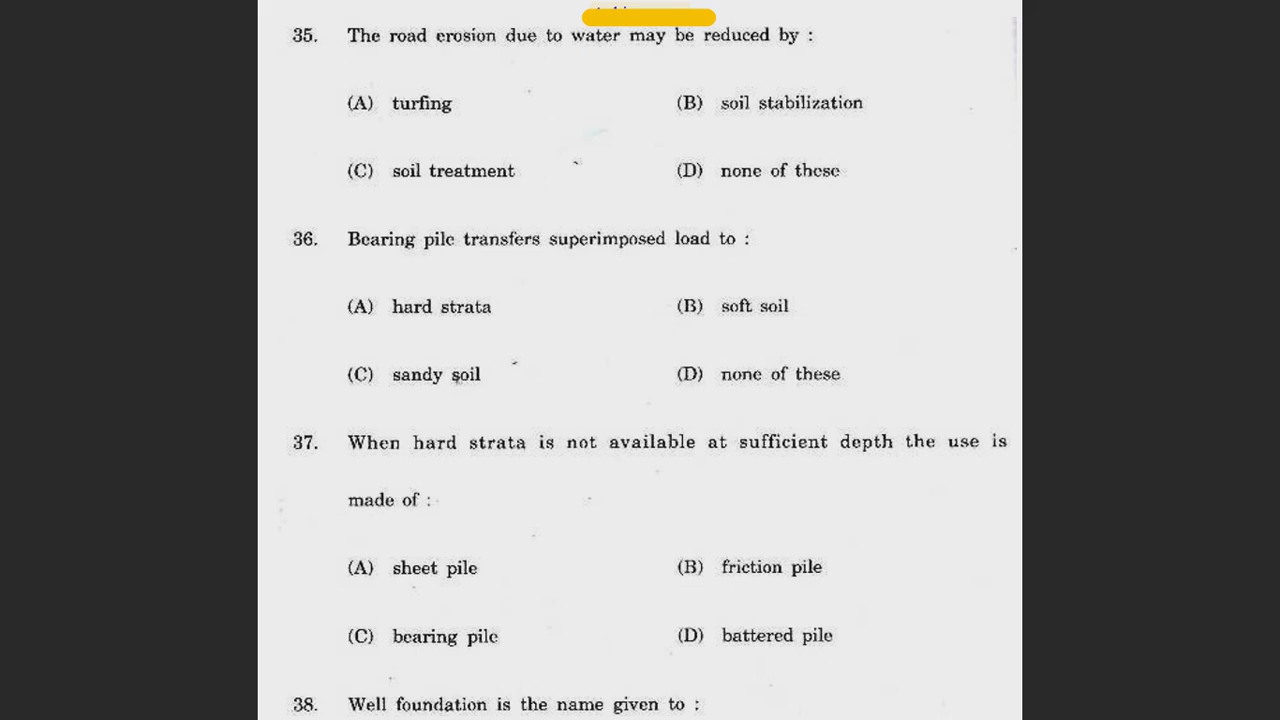 35. The road erosion due to water may be reduced by :
(A) turfing (B) soil stabilization
(C) soil treatment (D) none of these
36. Bearing pile transfers superimposed load to :
(A) hard strata (B) soft soil
(C) sandy soil (D) none of these
37. When hard strata is not available at sufficient depth the use is
made of :
(A) sheet pile (B) friction pile
(C) bearing pile (D) battered pile
38. Well foundation is the name given to :